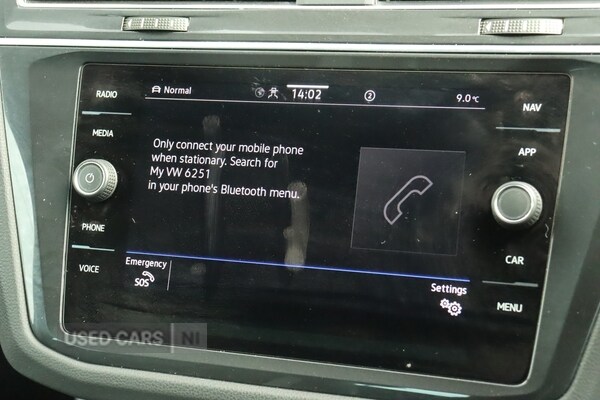 RADIO
MEDIA
PHONE
VOICE
Normal
14:02
2
9.0°C
Only connect your mobile phone
when stationary. Search for
My VW 6251
in your phone's Bluetooth menu.
Emergency
SOS
Settings
NAV
APP
CAR
MENU
USED CARS NI